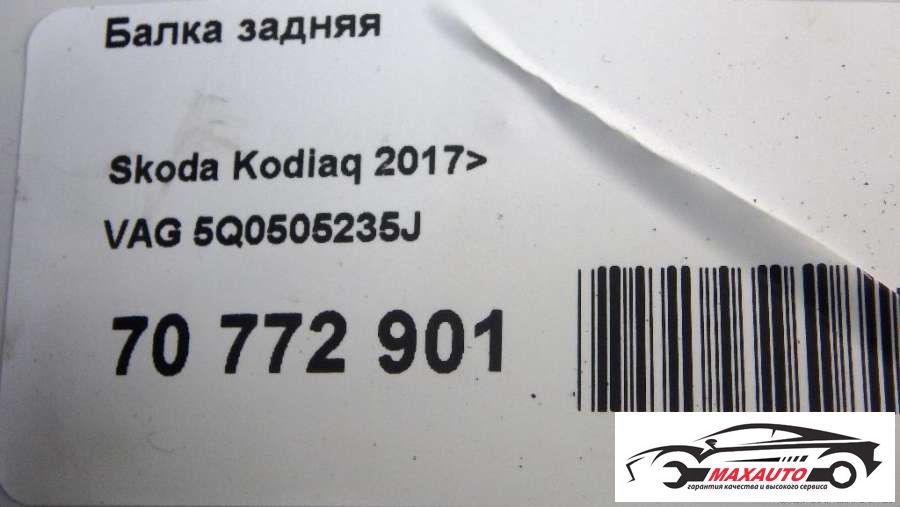 Балка задняя
Skoda Kodiaq 2017>
VAG 5Q0505235J
70 772 901
MAXAUTO
гарантия качества и высокого сервиса